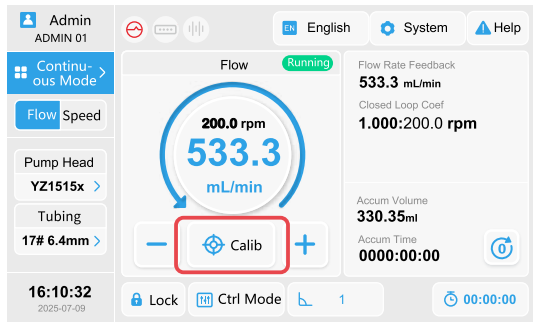 Admin
ADMIN 01
EN English
System
Help
Continu-
ous Mode
Flow Speed
Pump Head
YZ1515x
Tubing
17# 6.4mm
16:10:32
2025-07-09
Flow
Running
200.0 rpm
533.3
mL/min
Calib
Lock
Ctrl Mode
1
Flow Rate Feedback
533.3 mL/min
Closed Loop Coef
1.000:200.0 rpm
Accum Volume
330.35ml
Accum Time
0000:00:00
0
00:00:00